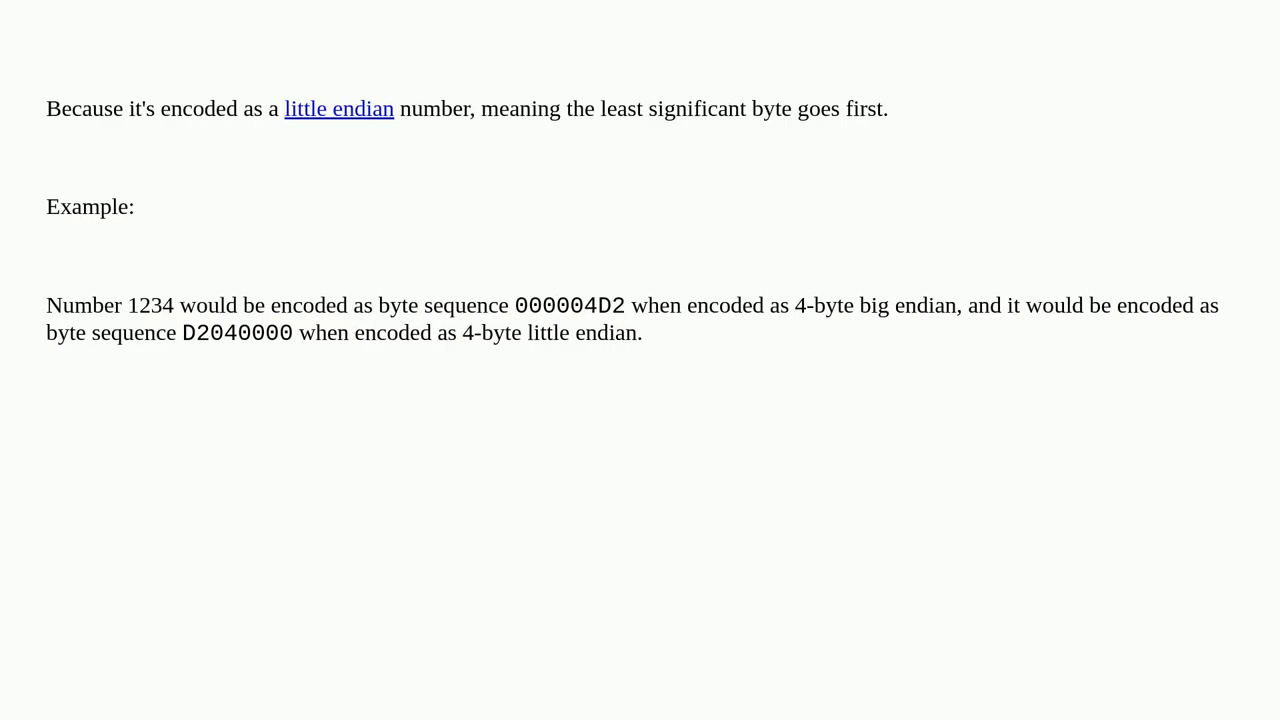 Because it's encoded as a little endian number, meaning the least significant byte goes first.
Example:
Number 1234 would be encoded as byte sequence 000004D2 when encoded as 4-byte big endian, and it would be encoded as
byte sequence D2040000 when encoded as 4-byte little endian.